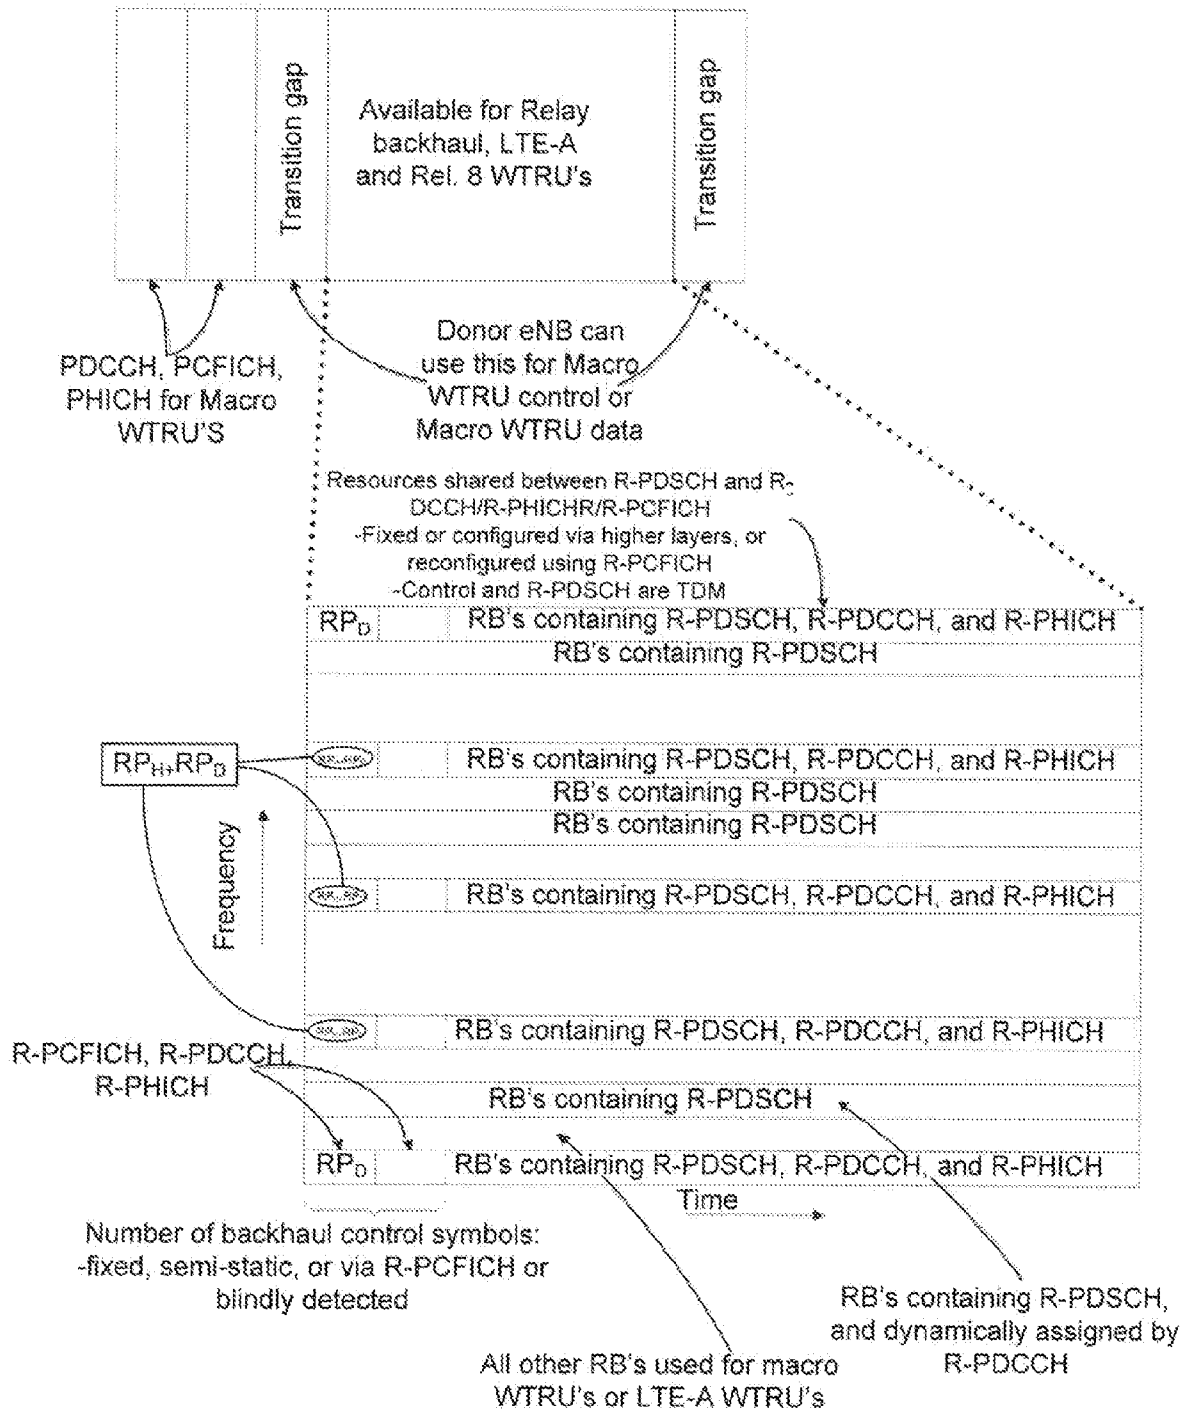 Transition gap
Available for Relay
backhaul, LTE-A
and Rel. 8 WTRU's
Transition gap
PDCCH, PCFICH,
PHICH for Macro
WTRU'S
Donor eNB can
use this for Macro
WTRU control or
Macro WTRU data
Resources shared between R-PDSCH and R-
DCCH/R-PHICHR/R-PCFICH
-Fixed or configured via higher layers, or
reconfigured using R-PCFICH
-Control and R-PDSCH are TDM
RPD
RB's containing R-PDSCH, R-PDCCH, and R-PHICH
RB's containing R-PDSCH
RPH+RPD
RB's containing R-PDSCH, R-PDCCH, and R-PHICH
RB's containing R-PDSCH
RB's containing R-PDSCH
Frequency
RB's containing R-PDSCH, R-PDCCH, and R-PHICH
RB's containing R-PDSCH, R-PDCCH, and R-PHICH
R-PCFICH, R-PDCCH,
R-PHICH
RB's containing R-PDSCH
RPD
RB's containing R-PDSCH, R-PDCCH, and R-PHICH
Time
Number of backhaul control symbols:
-fixed, semi-static, or via R-PCFICH or
blindly detected
RB's containing R-PDSCH,
and dynamically assigned by
R-PDCCH
All other RB's used for macro
WTRU's or LTE-A WTRU's